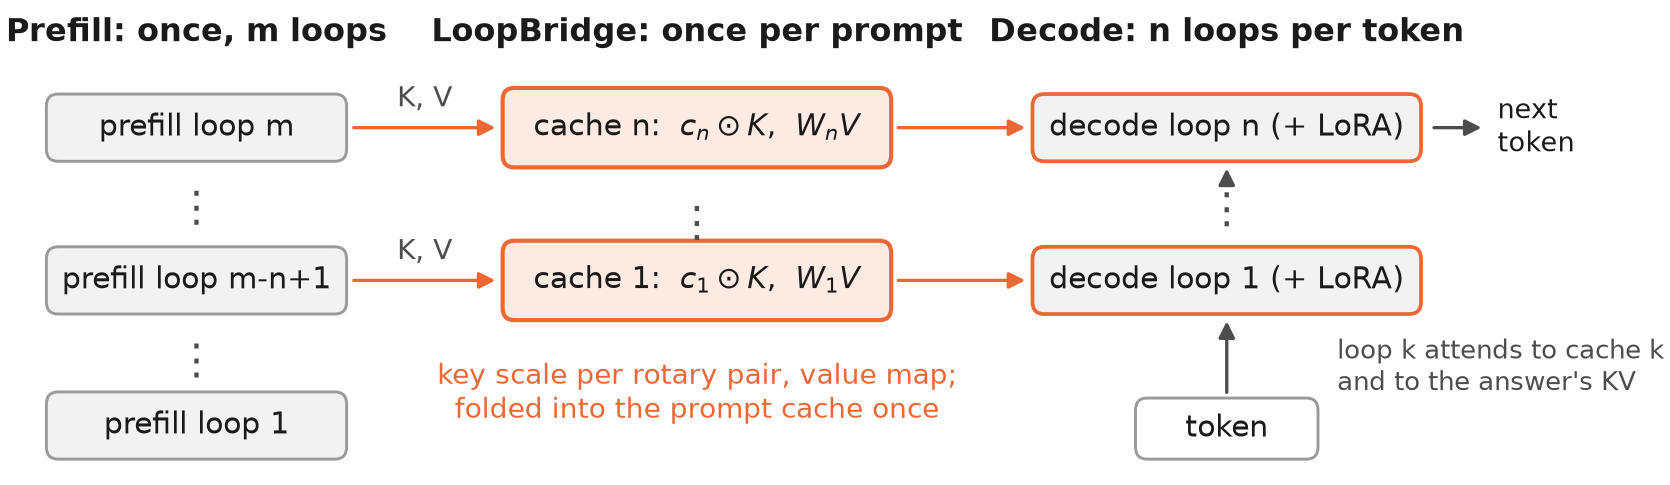 Prefill: once, m loops
LoopBridge: once per prompt
Decode: n loops per token
prefill loop m
K, V
cache n: cₙ ⊙ K, WₙV
decode loop n (+ LoRA)
next
token
⋮
⋮
⋮
prefill loop m-n+1
K, V
cache 1: c₁ ⊙ K, W₁V
decode loop 1 (+ LoRA)
⋮
prefill loop 1
key scale per rotary pair, value map;
folded into the prompt cache once
loop k attends to cache k
and to the answer's KV
token